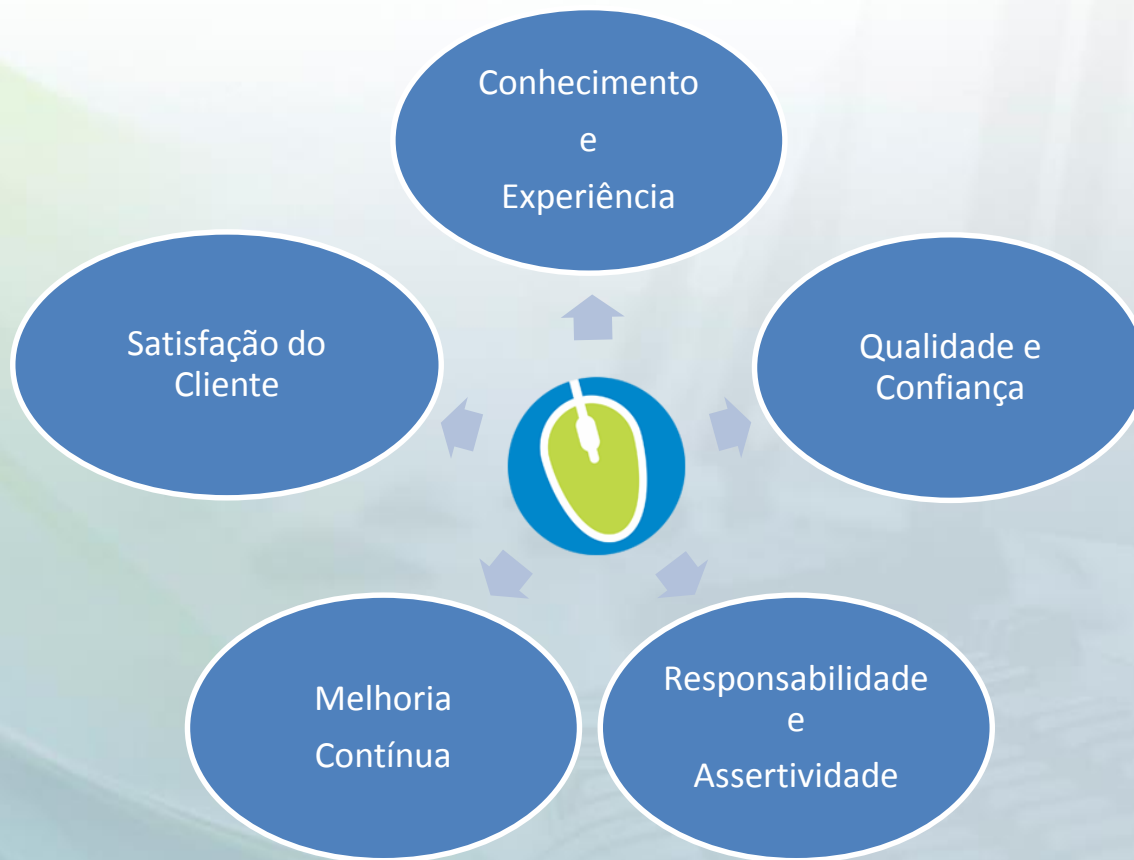 Conhecimento
e
Experiência
Satisfação do
Cliente
Qualidade e
Confiança
Melhoria
Contínua
Responsabilidade
e
Assertividade